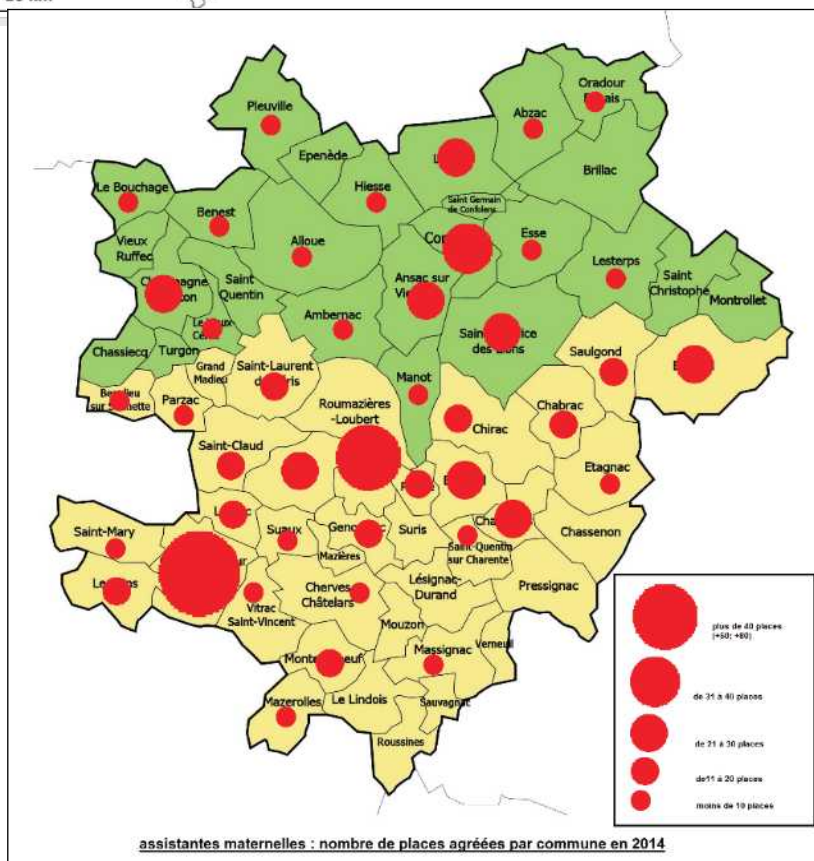 km
Oradour
Pleuville
Abzac
Epenède
Brillac
Le Bouchage
Hiesse
Saint Germain
de Confolens
Benest
Alloue
Esse
Vieux
Ruffec
Lesterps
Saint
Christophe
Ansac sur
Saint
Quentin
Montrollet
Ambernac
des
Chassiecq
Turgon
Saulgond
Grand
Madieu
Saint-Laurent
Manot
sur
Parzac
Roumazières
-Loubert
Chabrac
Chirac
Saint-Claud
Etagnac
Saint-Mary
Suaux
Suris
Chassenon
Mazières
Saint-Quentin
sur Charente
Cherves
Châtelars
Lésignac-
Durand
Pressignac
Vitrac
Saint-Vincent
Mouzon
Verneuil
Massignac
Le Lindois
Sauvagnac
Mazerolles
Roussines
plus de 40 places
(+50; +80)
de 31 à 40 places
de 21 à 30 places
de11 à 20 places
moins de 10 places
assistantes maternelles : nombre de places agréées par commune en 2014